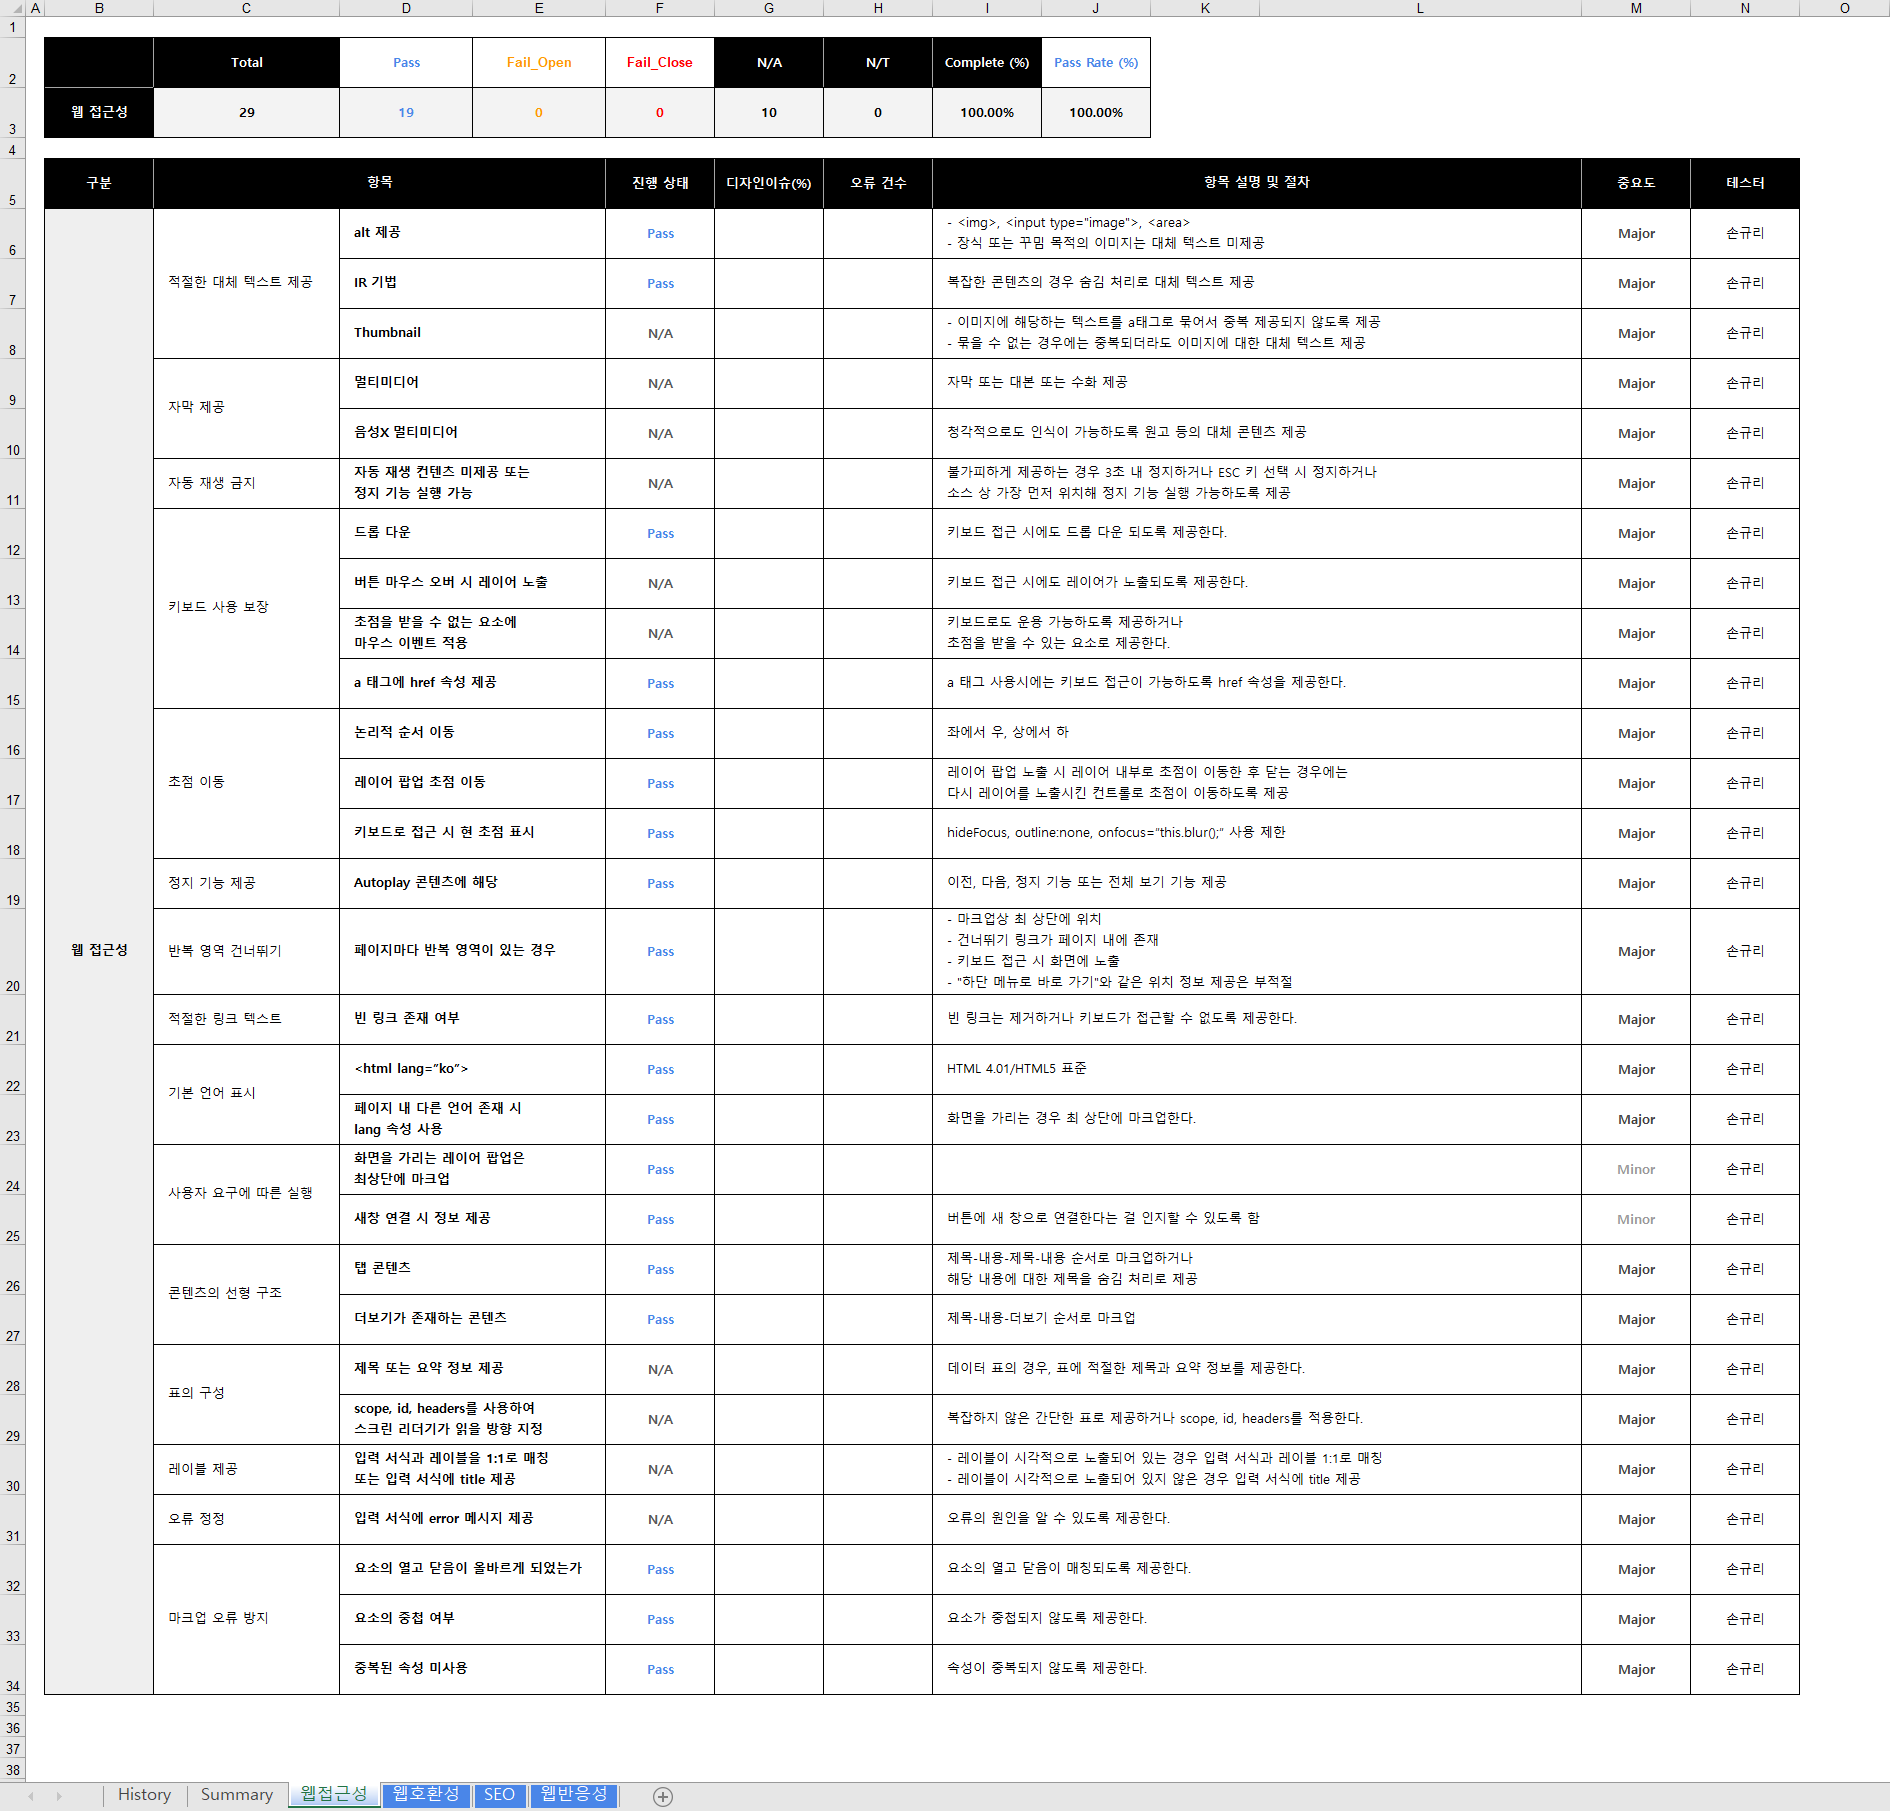 A B C D E F G H I J K L M N O
1
Total Pass Fail_Open Fail_Close N/A N/T Complete (%) Pass Rate (%)
2
웹 접근성 29 19 0 0 10 0 100.00% 100.00%
3
4
구분 항목 진행 상태 디자인이슈(%) 오류 건수 항목 설명 및 절차 중요도 테스터
5
웹 접근성
적절한 대체 텍스트 제공
alt 제공 Pass
- <img>, <input type="image">, <area>
- 장식 또는 꾸밈 목적의 이미지는 대체 텍스트 미제공
Major 손규리
6
IR 기법 Pass 복잡한 콘텐츠의 경우 숨김 처리로 대체 텍스트 제공 Major 손규리
7
Thumbnail N/A
- 이미지에 해당하는 텍스트를 a태그로 묶어서 중복 제공되지 않도록 제공
- 묶을 수 없는 경우에는 중복되더라도 이미지에 대한 대체 텍스트 제공
Major 손규리
8
자막 제공
멀티미디어 N/A 자막 또는 대본 또는 수화 제공 Major 손규리
9
음성X 멀티미디어 N/A 청각적으로도 인식이 가능하도록 원고 등의 대체 콘텐츠 제공 Major 손규리
10
자동 재생 금지
자동 재생 컨텐츠 미제공 또는
정지 기능 실행 가능
N/A
불가피하게 제공하는 경우 3초 내 정지하거나 ESC 키 선택 시 정지하거나
소스 상 가장 먼저 위치해 정지 기능 실행 가능하도록 제공
Major 손규리
11
키보드 사용 보장
드롭 다운 Pass 키보드 접근 시에도 드롭 다운 되도록 제공한다. Major 손규리
12
버튼 마우스 오버 시 레이어 노출 N/A 키보드 접근 시에도 레이어가 노출되도록 제공한다. Major 손규리
13
초점을 받을 수 없는 요소에
마우스 이벤트 적용
N/A
키보드로도 운용 가능하도록 제공하거나
초점을 받을 수 있는 요소로 제공한다.
Major 손규리
14
a 태그에 href 속성 제공 Pass a 태그 사용시에는 키보드 접근이 가능하도록 href 속성을 제공한다. Major 손규리
15
초점 이동
논리적 순서 이동 Pass 좌에서 우, 상에서 하 Major 손규리
16
레이어 팝업 초점 이동 Pass
레이어 팝업 노출 시 레이어 내부로 초점이 이동한 후 닫는 경우에는
다시 레이어를 노출시킨 컨트롤로 초점이 이동하도록 제공
Major 손규리
17
키보드로 접근 시 현 초점 표시 Pass hideFocus, outline:none, onfocus="this.blur();" 사용 제한 Major 손규리
18
정지 기능 제공 Autoplay 콘텐츠에 해당 Pass 이전, 다음, 정지 기능 또는 전체 보기 기능 제공 Major 손규리
19
반복 영역 건너뛰기 페이지마다 반복 영역이 있는 경우 Pass
- 마크업상 최 상단에 위치
- 건너뛰기 링크가 페이지 내에 존재
- 키보드 접근 시 화면에 노출
- "하단 메뉴로 바로 가기"와 같은 위치 정보 제공은 부적절
Major 손규리
20
적절한 링크 텍스트 빈 링크 존재 여부 Pass 빈 링크는 제거하거나 키보드가 접근할 수 없도록 제공한다. Major 손규리
21
기본 언어 표시
<html lang="ko"> Pass HTML 4.01/HTML5 표준 Major 손규리
22
페이지 내 다른 언어 존재 시
lang 속성 사용
Pass 화면을 가리는 경우 최 상단에 마크업한다. Major 손규리
23
사용자 요구에 따른 실행
화면을 가리는 레이어 팝업은
최상단에 마크업
Pass Minor 손규리
24
새창 연결 시 정보 제공 Pass 버튼에 새 창으로 연결한다는 걸 인지할 수 있도록 함 Minor 손규리
25
콘텐츠의 선형 구조
탭 콘텐츠 Pass
제목-내용-제목-내용 순서로 마크업하거나
해당 내용에 대한 제목을 숨김 처리로 제공
Major 손규리
26
더보기가 존재하는 콘텐츠 Pass 제목-내용-더보기 순서로 마크업 Major 손규리
27
표의 구성
제목 또는 요약 정보 제공 N/A 데이터 표의 경우, 표에 적절한 제목과 요약 정보를 제공한다. Major 손규리
28
scope, id, headers를 사용하여
스크린 리더기가 읽을 방향 지정
N/A 복잡하지 않은 간단한 표로 제공하거나 scope, id, headers를 적용한다. Major 손규리
29
레이블 제공
입력 서식과 레이블을 1:1로 매칭
또는 입력 서식에 title 제공
N/A
- 레이블이 시각적으로 노출되어 있는 경우 입력 서식과 레이블 1:1로 매칭
- 레이블이 시각적으로 노출되어 있지 않은 경우 입력 서식에 title 제공
Major 손규리
30
오류 정정 입력 서식에 error 메시지 제공 N/A 오류의 원인을 알 수 있도록 제공한다. Major 손규리
31
마크업 오류 방지
요소의 열고 닫음이 올바르게 되었는가 Pass 요소의 열고 닫음이 매칭되도록 제공한다. Major 손규리
32
요소의 중첩 여부 Pass 요소가 중첩되지 않도록 제공한다. Major 손규리
33
중복된 속성 미사용 Pass 속성이 중복되지 않도록 제공한다. Major 손규리
34
35
36
37
38
History Summary 웹접근성 웹호환성 SEO 웹반응성